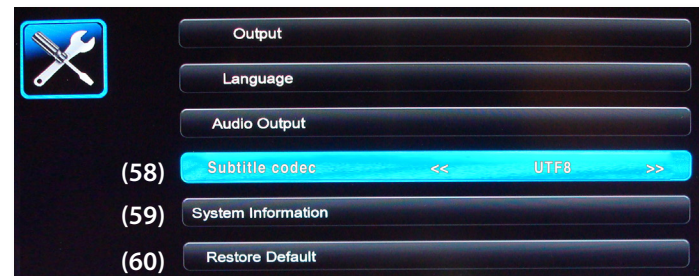 Output
Language
Audio Output
(58) Subtitle codec << UTF8 >>
(59) System Information
(60) Restore Default